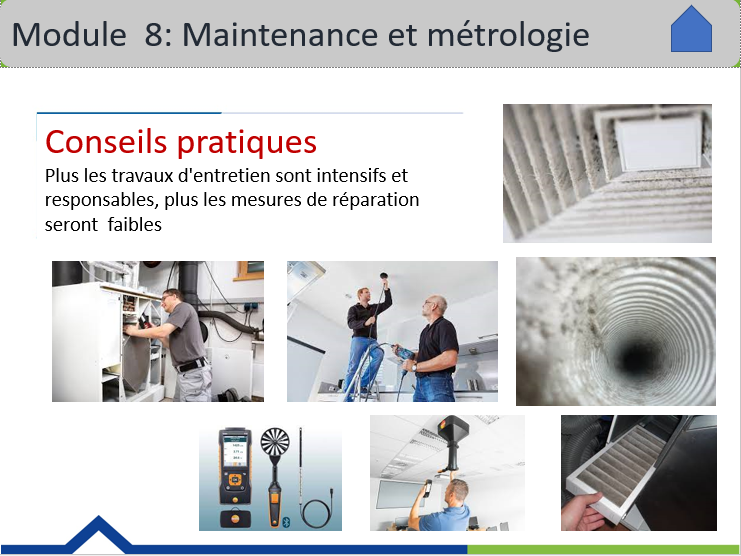 Module  8: Maintenance et métrologie
Conseils pratiques
Plus les travaux d'entretien sont intensifs et
responsables, plus les mesures de réparation
seront  faibles